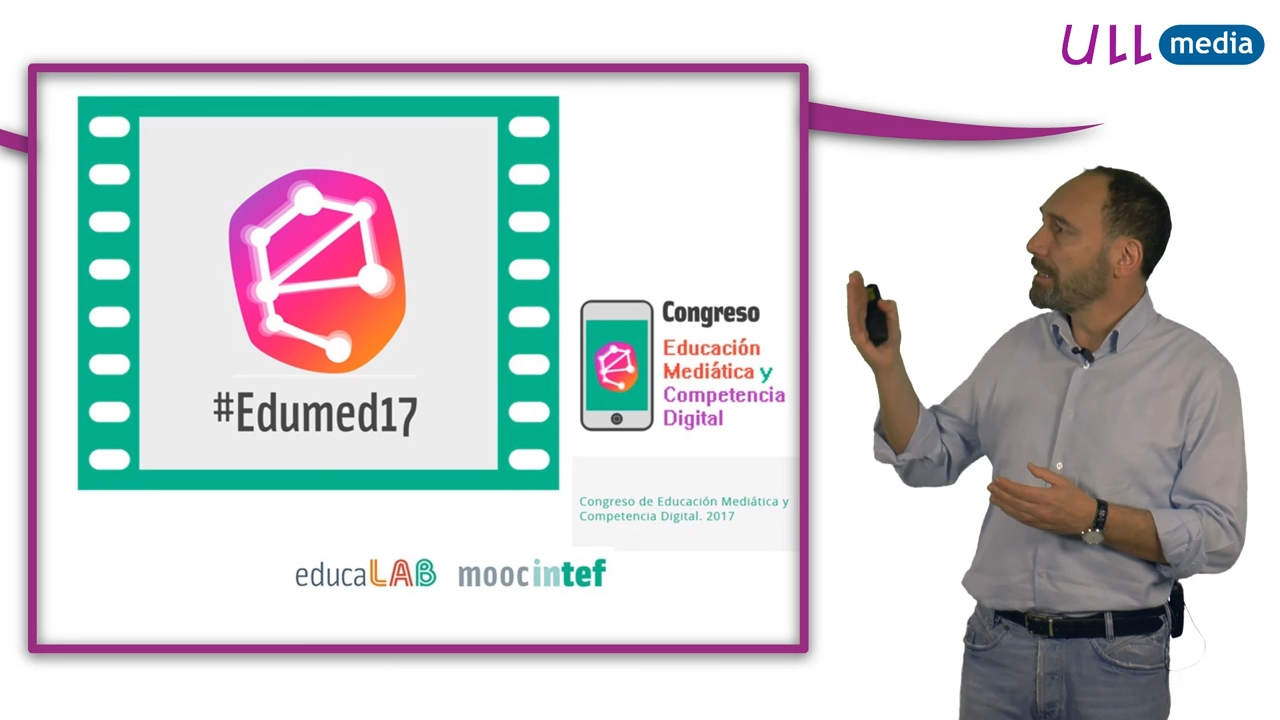 ULL media
#Edumed17
Congreso
Educación
Mediática y
Competencia
Digital
Congreso de Educación Mediática y
Competencia Digital. 2017
educaLAB moocintef